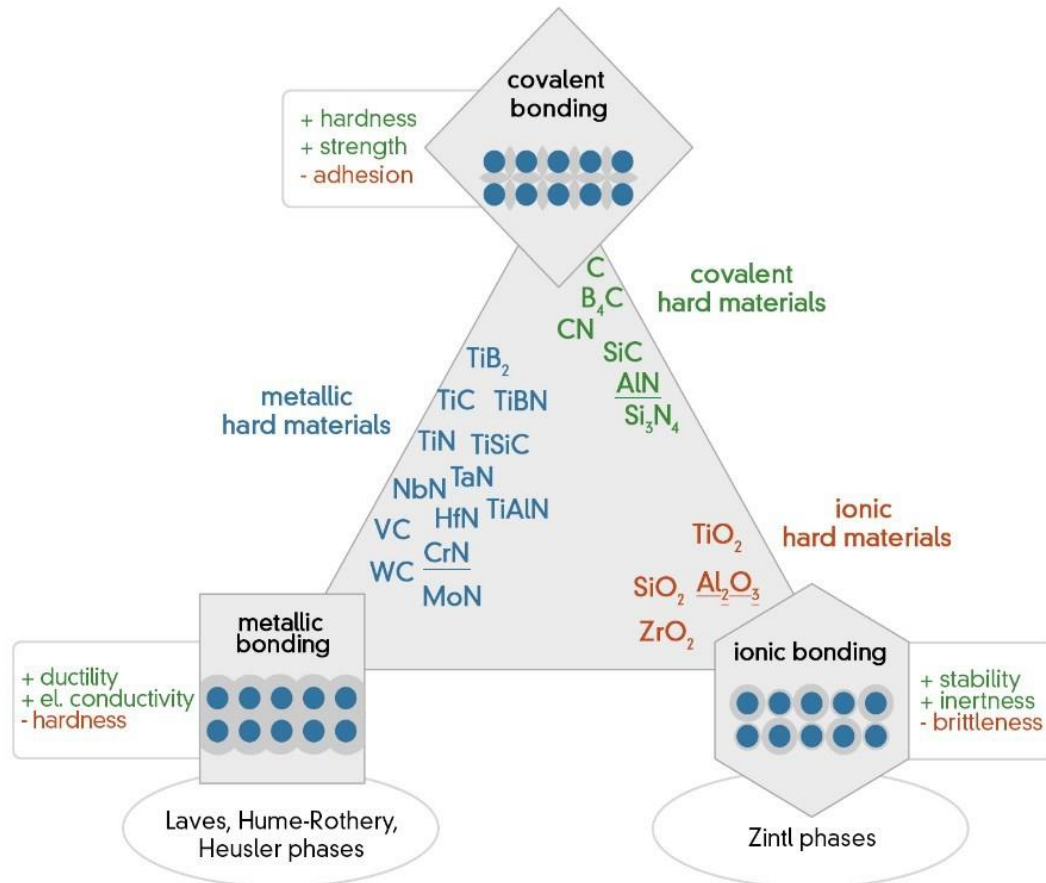 covalent
bonding
+ hardness
+ strength
- adhesion
covalent
hard materials
C
B₄C
CN
SiC
AlN
Si₃N₄
metallic
hard materials
TiB₂
TiC TiBN
TiN TiSiC
NbN TaN
VC HfN TiAlN
WC CrN
MoN
ionic
hard materials
TiO₂
SiO₂ Al₂O₃
ZrO₂
metallic
bonding
+ ductility
+ el. conductivity
- hardness
ionic bonding
+ stability
+ inertness
- brittleness
Laves, Hume-Rothery,
Heusler phases
Zintl phases